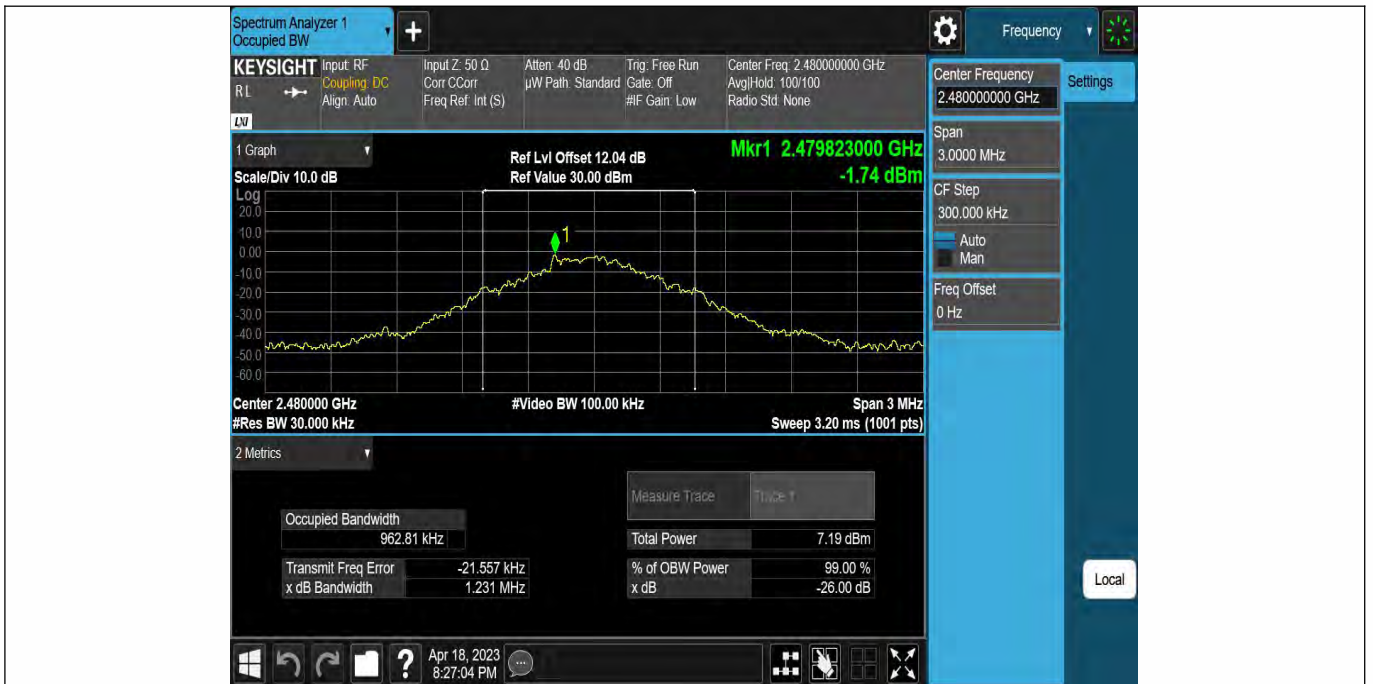 Spectrum Analyzer 1
Occupied BW
+
Frequency
KEYSIGHT
RL
LXI
Input: RF
Coupling: DC
Align: Auto
Input Z: 50 Ω
Corr CCorr
Freq Ref: Int (S)
Atten: 40 dB
µW Path: Standard
Trig: Free Run
Gate: Off
#IF Gain: Low
Center Freq: 2.480000000 GHz
Avg|Hold: 100/100
Radio Std: None
Center Frequency
2.480000000 GHz
Settings
Span
3.0000 MHz
CF Step
300.000 kHz
Auto
Man
Freq Offset
0 Hz
Local
1 Graph
Scale/Div 10.0 dB
Ref Lvl Offset 12.04 dB
Ref Value 30.00 dBm
Mkr1 2.479823000 GHz
-1.74 dBm
Log
20.0
10.0
0.00
-10.0
-20.0
-30.0
-40.0
-50.0
-60.0
1
Center 2.480000 GHz
#Res BW 30.000 kHz
#Video BW 100.00 kHz
Span 3 MHz
Sweep 3.20 ms (1001 pts)
2 Metrics
Measure Trace
Trace 1
Occupied Bandwidth
962.81 kHz
Total Power 7.19 dBm
Transmit Freq Error -21.557 kHz
% of OBW Power 99.00 %
x dB Bandwidth 1.231 MHz
x dB -26.00 dB
?
Apr 18, 2023
8:27:04 PM